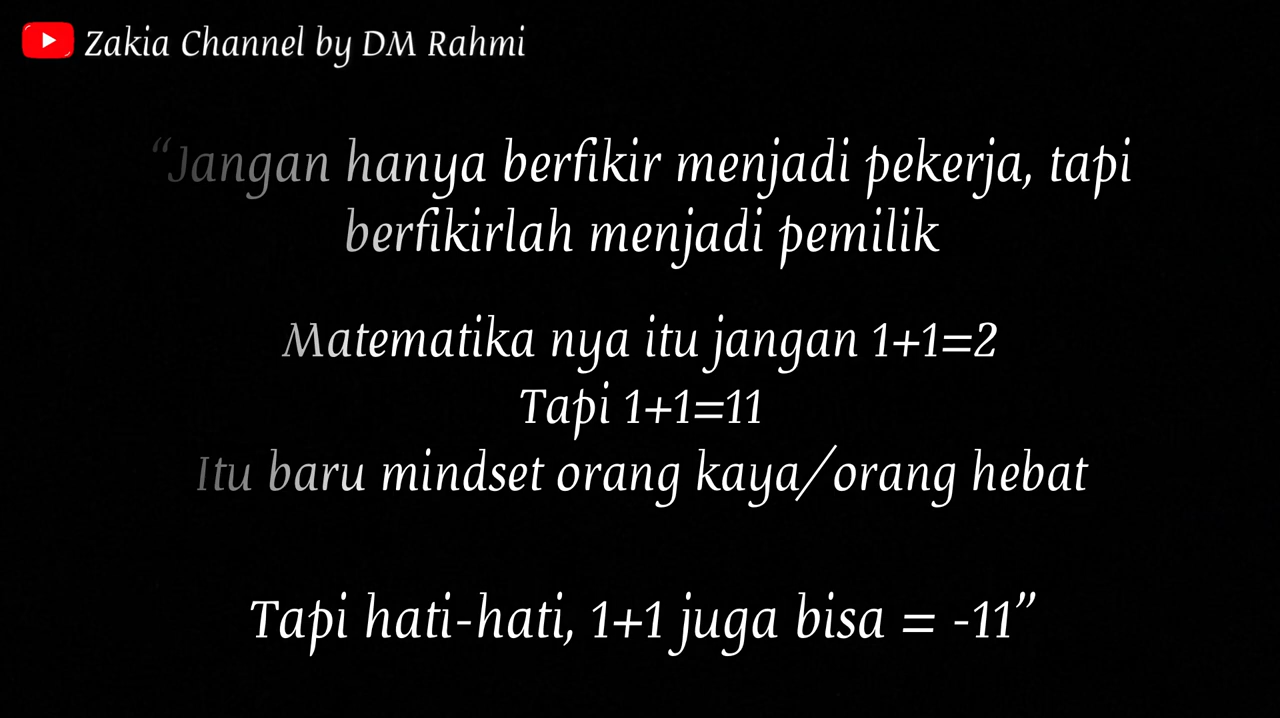 Zakia Channel by DM Rahmi
“Jangan hanya berfikir menjadi pekerja, tapi
berfikirlah menjadi pemilik
Matematika nya itu jangan 1+1=2
Tapi 1+1=11
Itu baru mindset orang kaya/orang hebat
Tapi hati-hati, 1+1 juga bisa = -11”